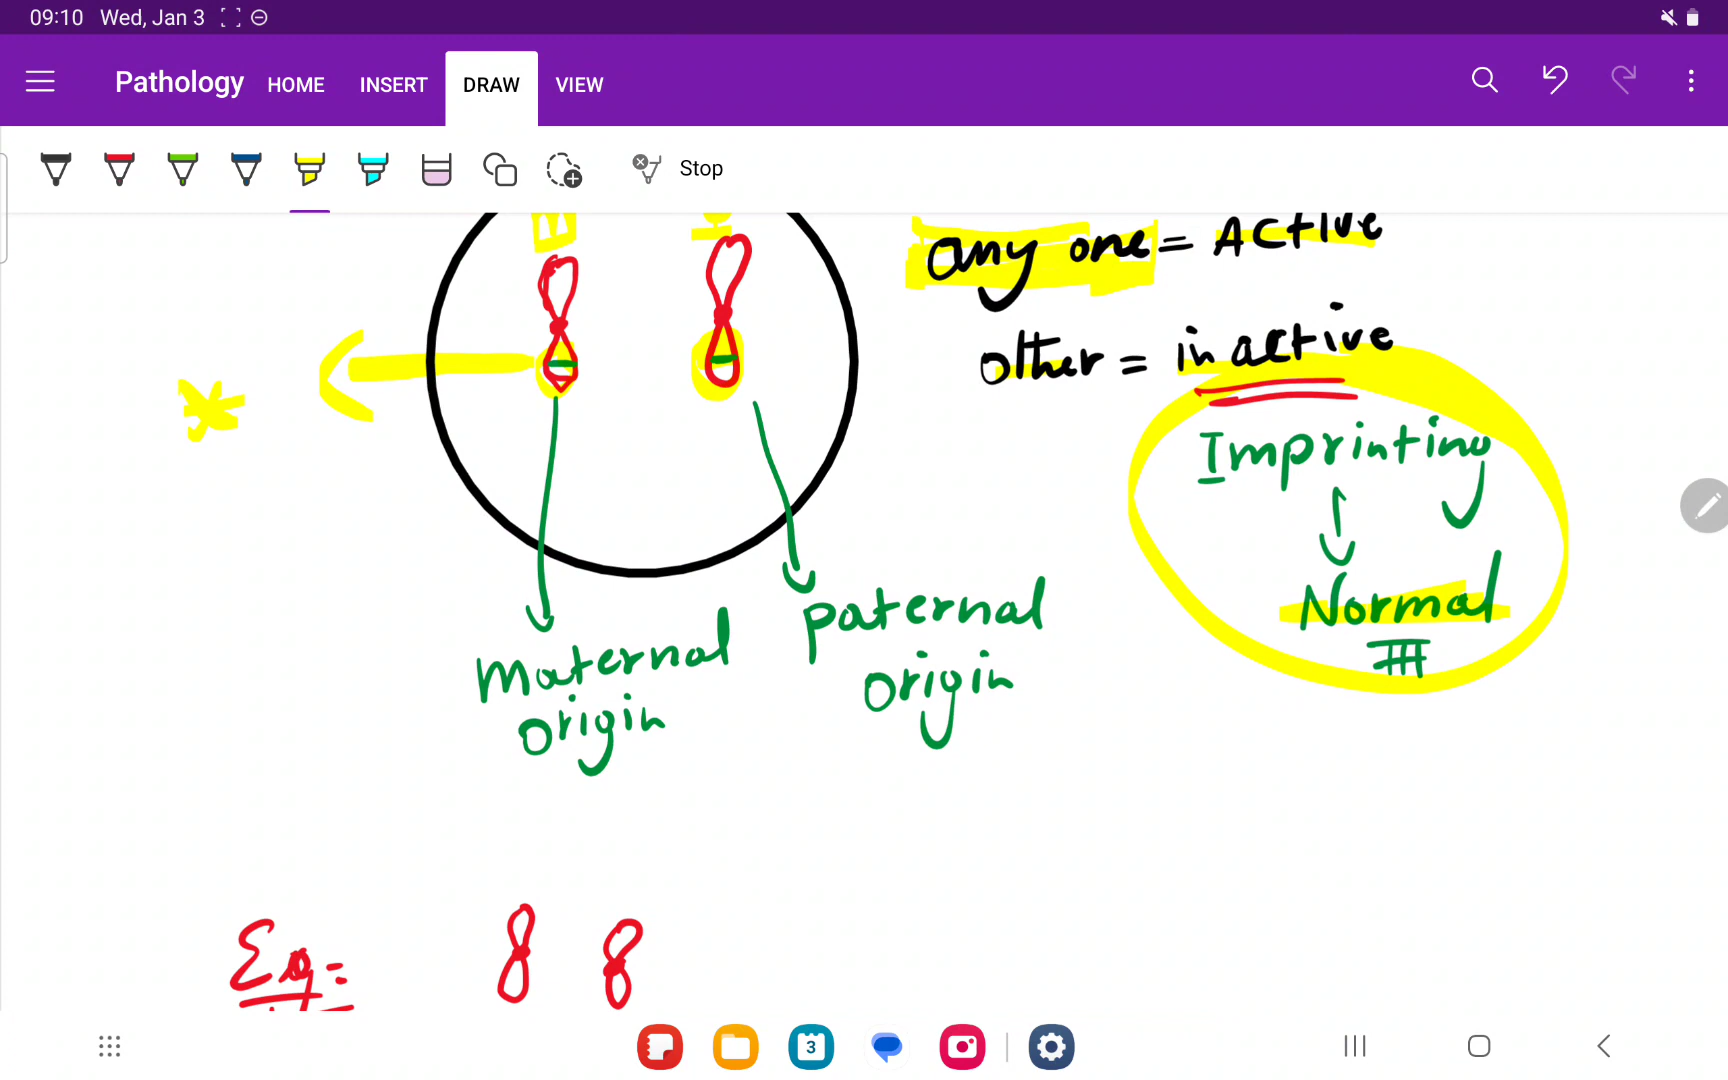 09:10 Wed, Jan 3
Pathology HOME INSERT DRAW VIEW
Stop
any one = Active
other = inactive
Imprinting
Normal
maternal
origin
paternal
origin
Eg =
3